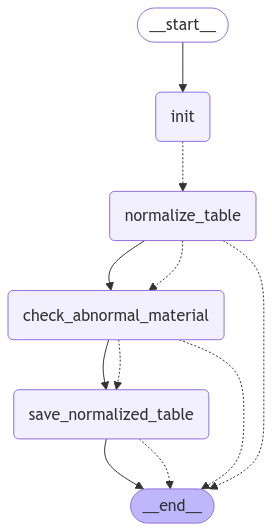 __start__
init
normalize_table
check_abnormal_material
save_normalized_table
__end__